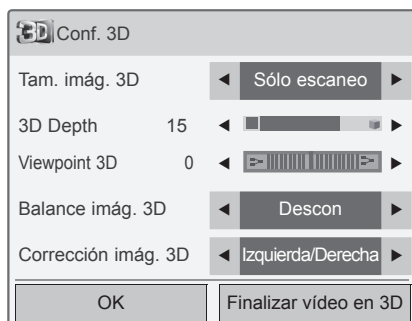 3D Conf. 3D
Tam. imág. 3D Sólo escaneo
3D Depth 15
Viewpoint 3D 0
Balance imág. 3D Descon
Corrección imág. 3D Izquierda/Derecha
OK Finalizar vídeo en 3D